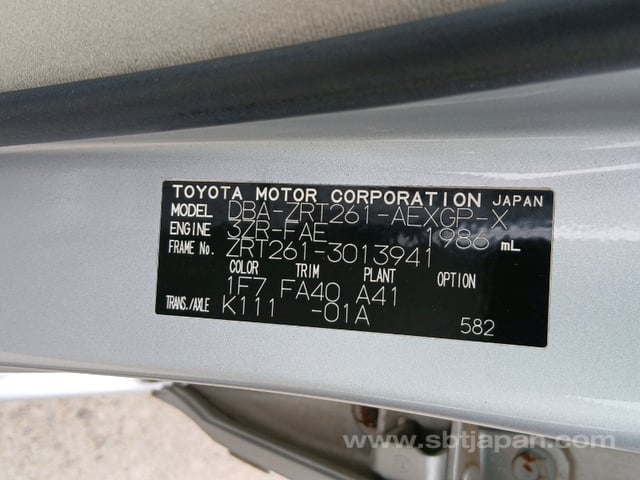 TOYOTA MOTOR CORPORATION JAPAN
MODEL DBA-ZRT261-AEXGP-X
ENGINE 3ZR-FAE 1986 mL
FRAME No. ZRT261-3013941
COLOR TRIM PLANT OPTION
1F7 FA40 A41
TRANS./AXLE K111 -01A
582
www.sbtjapan.com